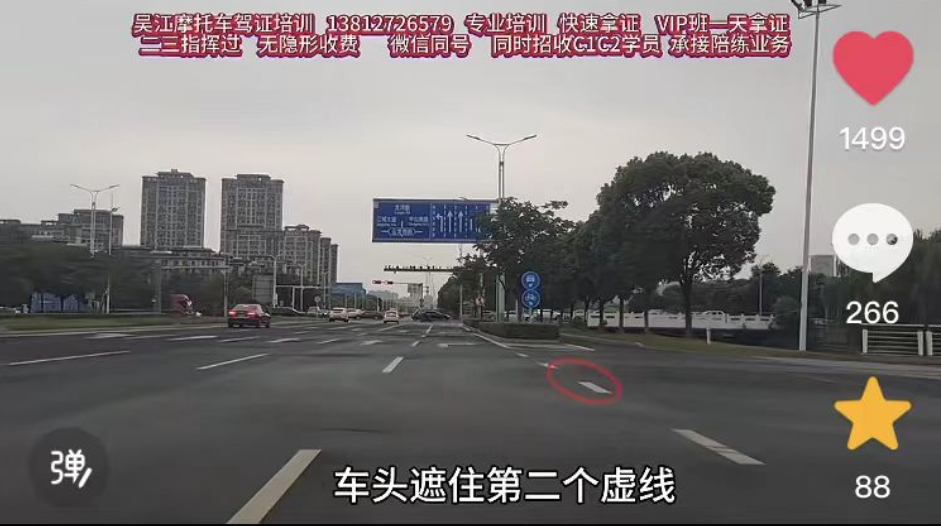 吴江摩托车驾证培训 13812726579 专业培训 快速拿证 VIP班一天拿证
二三指挥过 无隐形收费 微信同号 同时招收C1C2学员 承接陪练业务
1499
266
弹
车头遮住第二个虚线
88